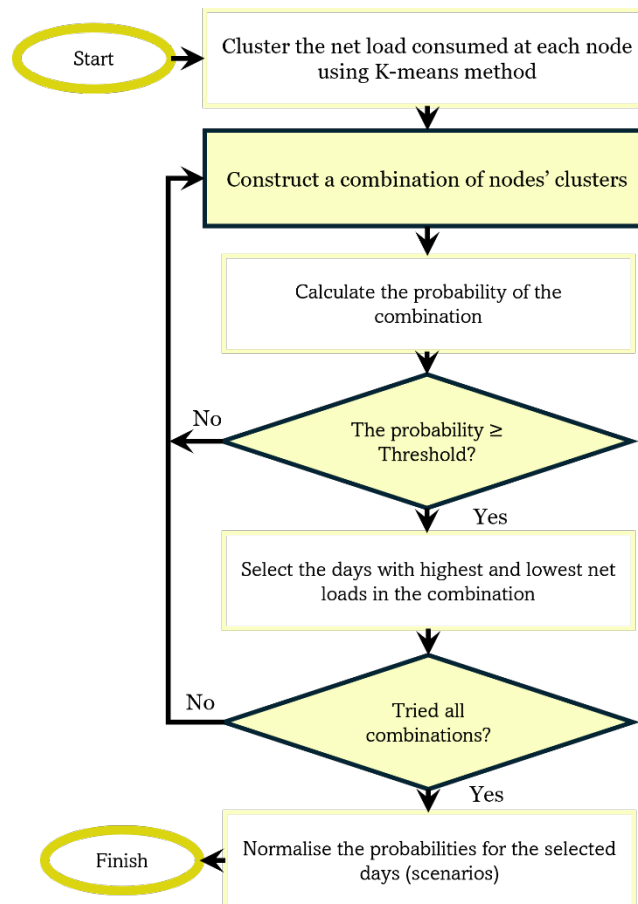 Start
Cluster the net load consumed at each node
using K-means method
Construct a combination of nodes’ clusters
Calculate the probability of the
combination
No
The probability ≥
Threshold?
Yes
Select the days with highest and lowest net
loads in the combination
No
Tried all
combinations?
Yes
Finish
Normalise the probabilities for the selected
days (scenarios)